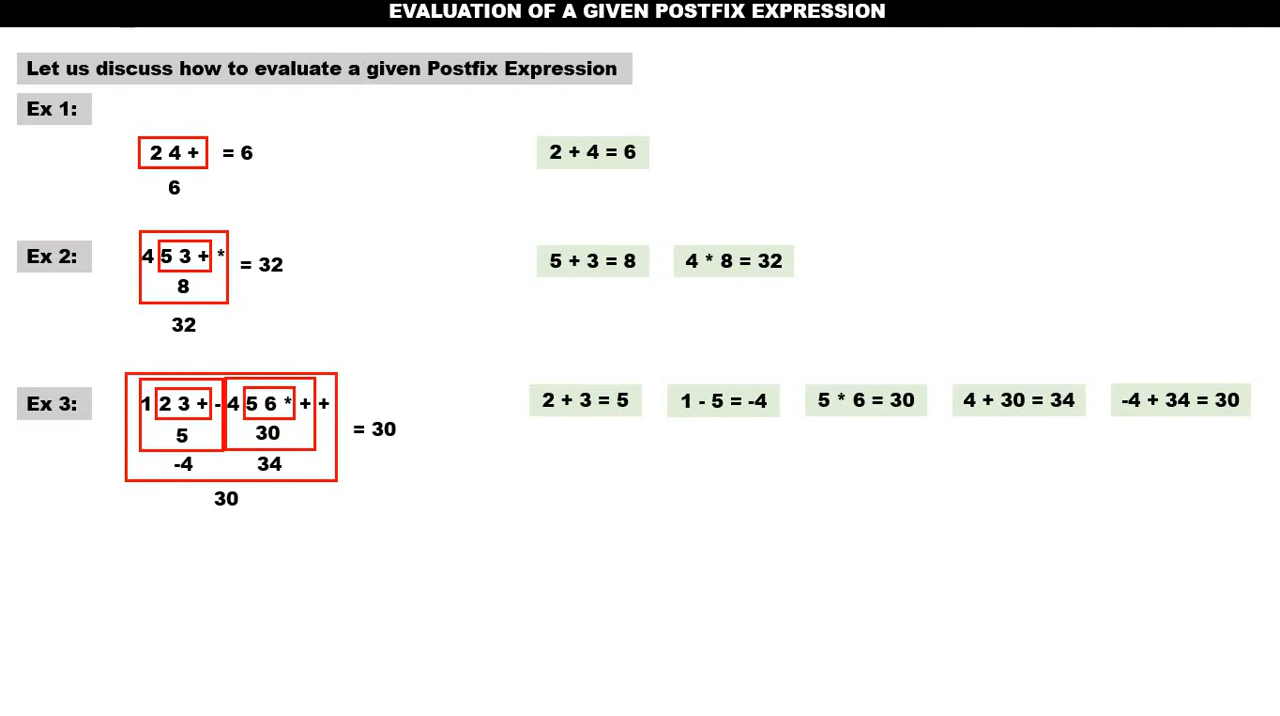 EVALUATION OF A GIVEN POSTFIX EXPRESSION
Let us discuss how to evaluate a given Postfix Expression
Ex 1:
2 4 + = 6
6
2 + 4 = 6
Ex 2:
4 5 3 + * = 32
8
32
5 + 3 = 8
4 * 8 = 32
Ex 3:
1 2 3 + - 4 5 6 * + + = 30
5 30
-4 34
30
2 + 3 = 5
1 - 5 = -4
5 * 6 = 30
4 + 30 = 34
-4 + 34 = 30